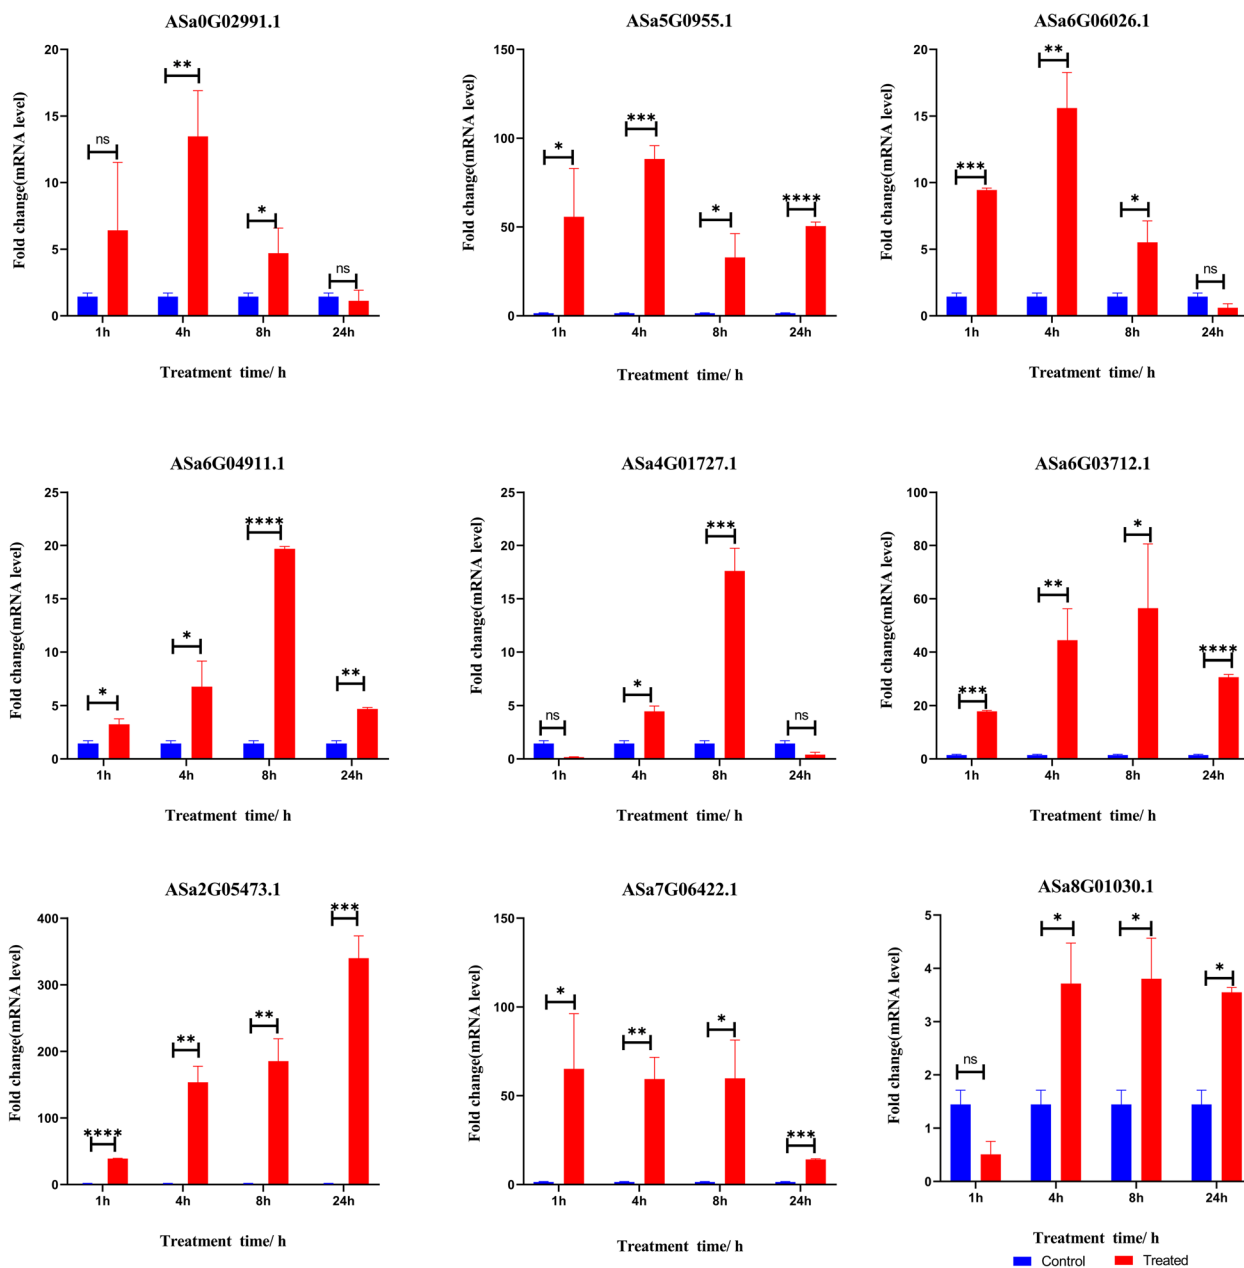 ASa0G02991.1
Fold change(mRNA level)
20
15
10
5
0
ns
**
*
ns
1h 4h 8h 24h
Treatment time/ h
ASa5G0955.1
Fold change(mRNA level)
150
100
50
0
*
***
*
****
1h 4h 8h 24h
Treatment time/ h
ASa6G06026.1
Fold change(mRNA level)
20
15
10
5
0
***
**
*
ns
1h 4h 8h 24h
Treatment time/ h
ASa6G04911.1
Fold change(mRNA level)
25
20
15
10
5
0
*
*
****
**
1h 4h 8h 24h
Treatment time/ h
ASa4G01727.1
Fold change(mRNA level)
25
20
15
10
5
0
ns
*
***
ns
1h 4h 8h 24h
Treatment time/ h
ASa6G03712.1
Fold change(mRNA level)
100
80
60
40
20
0
***
**
*
****
1h 4h 8h 24h
Treatment time/ h
ASa2G05473.1
Fold change(mRNA level)
400
300
200
100
0
****
**
**
***
1h 4h 8h 24h
Treatment time/ h
ASa7G06422.1
Fold change(mRNA level)
150
100
50
0
*
**
*
***
1h 4h 8h 24h
Treatment time/ h
ASa8G01030.1
Fold change(mRNA level)
5
4
3
2
1
0
ns
*
*
*
1h 4h 8h 24h
Treatment time/ h
Control Treated